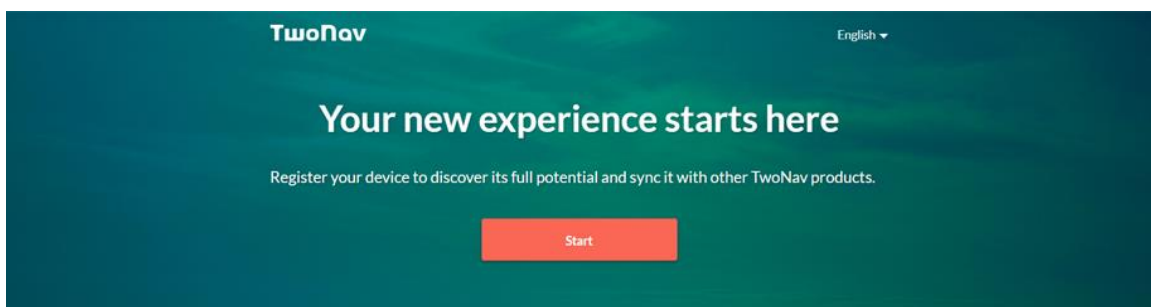 TwoNav
English
Your new experience starts here
Register your device to discover its full potential and sync it with other TwoNav products.
Start